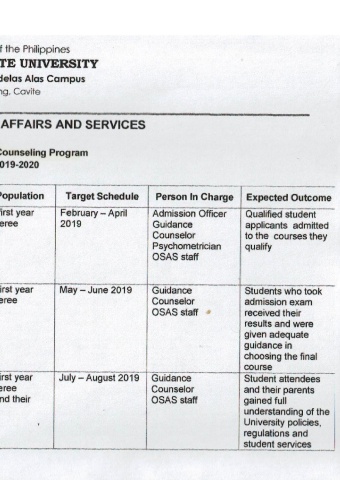 f the Philippines
TE UNIVERSITY
delas Alas Campus
ng, Cavite
AFFAIRS AND SERVICES
Counseling Program
019-2020
Population Target Schedule Person In Charge Expected Outcome
irst year February – April Admission Officer Qualified student
eree 2019 Guidance applicants admitted
Counselor to the courses they
Psychometrician qualify
OSAS staff
irst year May – June 2019 Guidance Students who took
eree Counselor admission exam
OSAS staff received their
results and were
given adequate
guidance in
choosing the final
course
irst year July – August 2019 Guidance Student attendees
eree Counselor and their parents
nd their OSAS staff gained full
understanding of the
University policies,
regulations and
student services